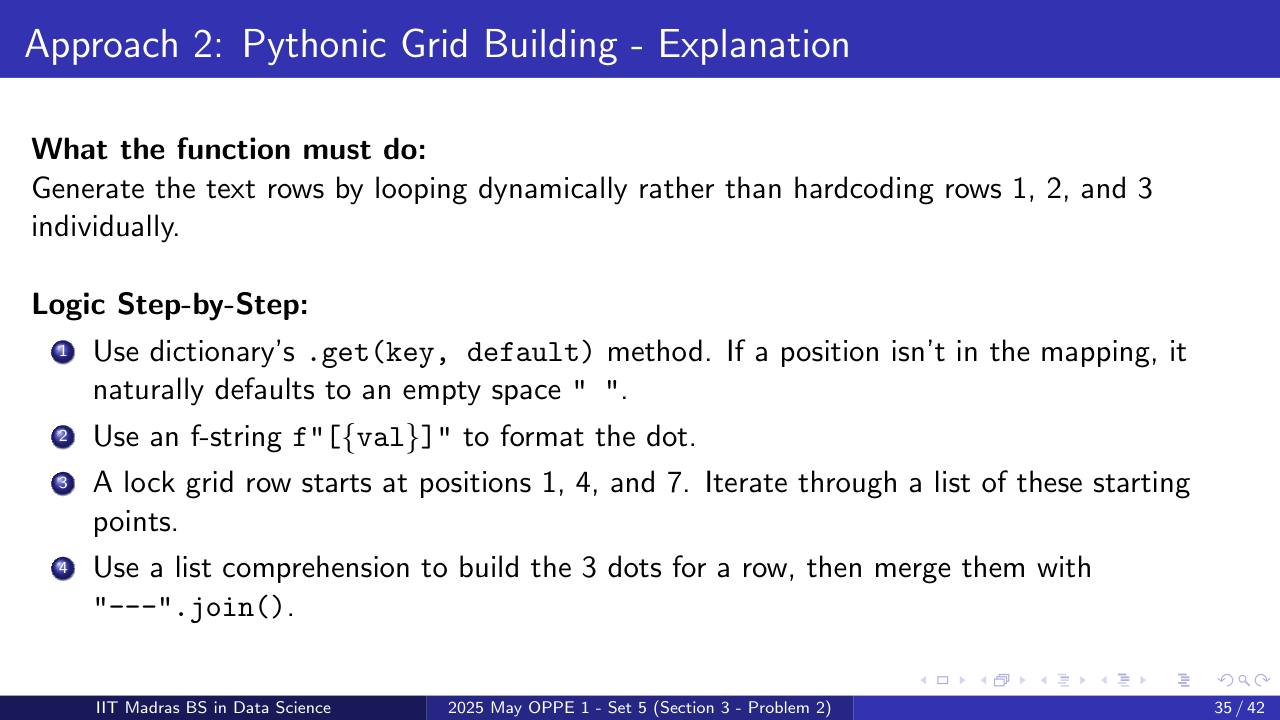 Approach 2: Pythonic Grid Building - Explanation
What the function must do:
Generate the text rows by looping dynamically rather than hardcoding rows 1, 2, and 3
individually.
Logic Step-by-Step:
1 Use dictionary's .get(key, default) method. If a position isn't in the mapping, it
naturally defaults to an empty space " ".
2 Use an f-string f"[{val}]" to format the dot.
3 A lock grid row starts at positions 1, 4, and 7. Iterate through a list of these starting
points.
4 Use a list comprehension to build the 3 dots for a row, then merge them with
"---".join().
IIT Madras BS in Data Science
2025 May OPPE 1 - Set 5 (Section 3 - Problem 2)
35 / 42